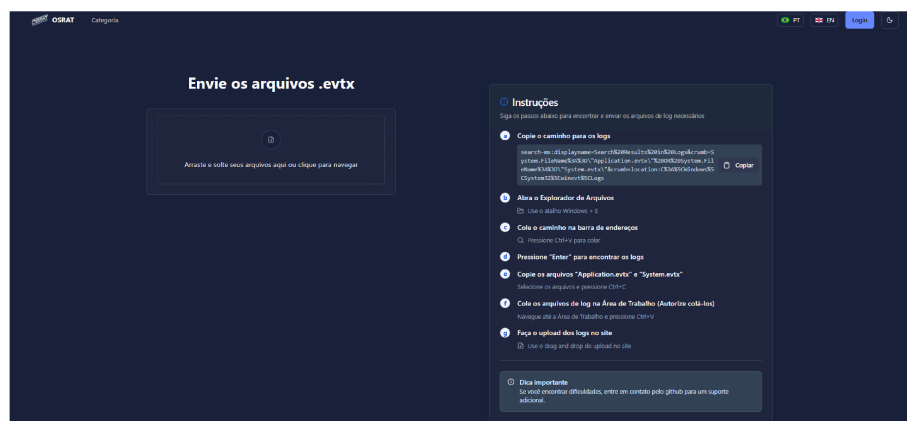 OSRAT
Categoria
PT
EN
Login
Envie os arquivos .evtx
Arraste e solte seus arquivos aqui ou clique para navegar
Instruções
Siga os passos abaixo para encontrar e enviar os arquivos de log necessários
a Copie o caminho para os logs
search-ms:displayname=Search%20Results%20in%20Logs&crumb=S
ystem.FileName%3A%3D\"Application.evtx\"%20OR%20System.Fil
eName%3A%3D\"System.evtx\"&crumb=location:C%3A%5CWindows%5
CSystem32%5Cwinevt%5CLogs
Copiar
b Abra o Explorador de Arquivos
Use o atalho Windows + E
c Cole o caminho na barra de endereços
Pressione Ctrl+V para colar
d Pressione "Enter" para encontrar os logs
e Copie os arquivos "Application.evtx" e "System.evtx"
Selecione os arquivos e pressione Ctrl+C
f Cole os arquivos de log na Área de Trabalho (Autorize colá-los)
Navegue até a Área de Trabalho e pressione Ctrl+V
g Faça o upload dos logs no site
Use o drag and drop de upload no site
Dica importante
Se você encontrar dificuldades, entre em contato pelo github para um suporte
adicional.